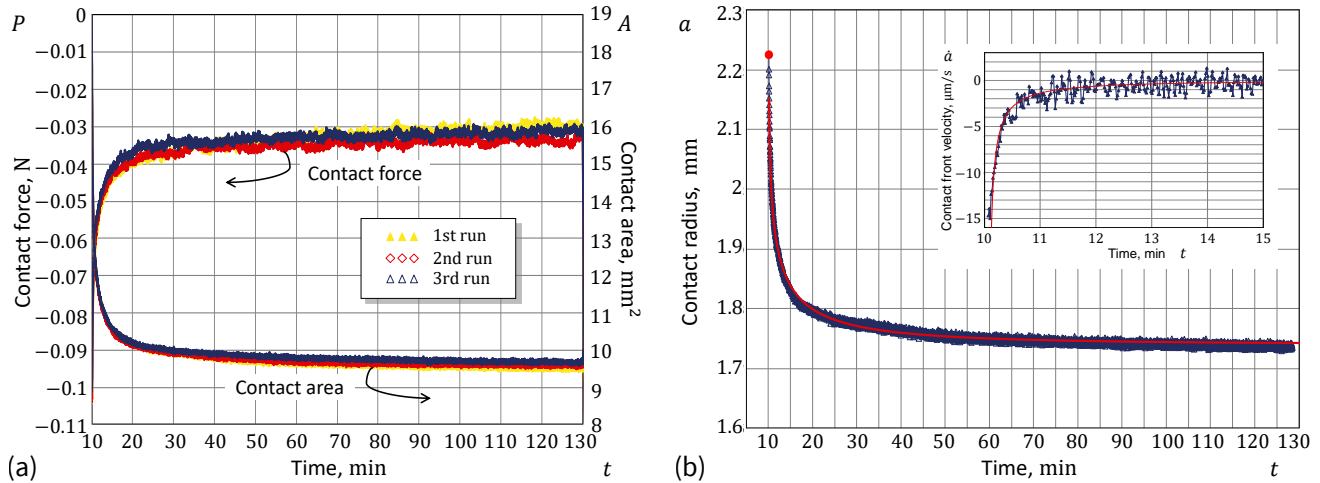 P
0
−0.01
−0.02
−0.03
−0.04
−0.05
−0.06
−0.07
−0.08
−0.09
−0.1
−0.11
Contact force, N
A
19
18
17
16
15
14
13
12
11
10
9
8
Contact area, mm²
Contact force
1st run
2nd run
3rd run
Contact area
10 20 30 40 50 60 70 80 90 100 110 120 130
(a)
Time, min
t
a
2.3
2.2
2.1
2
1.9
1.8
1.7
1.6
Contact radius, mm
Contact front velocity, μm/s ȧ
0
−5
−10
−15
10 11 12 13 14 15
Time, min t
10 20 30 40 50 60 70 80 90 100 110 120 130
(b)
Time, min
t